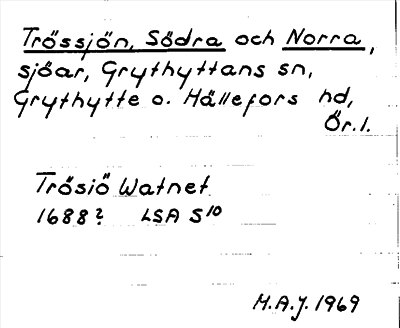 Trössjön, Södra och Norra,
sjöar, Grythyttans sn,
Grythytte o. Hällefors hd,
Ör.l.
Trösiö Watnet
1688? LSA S10
M.A.J. 1969